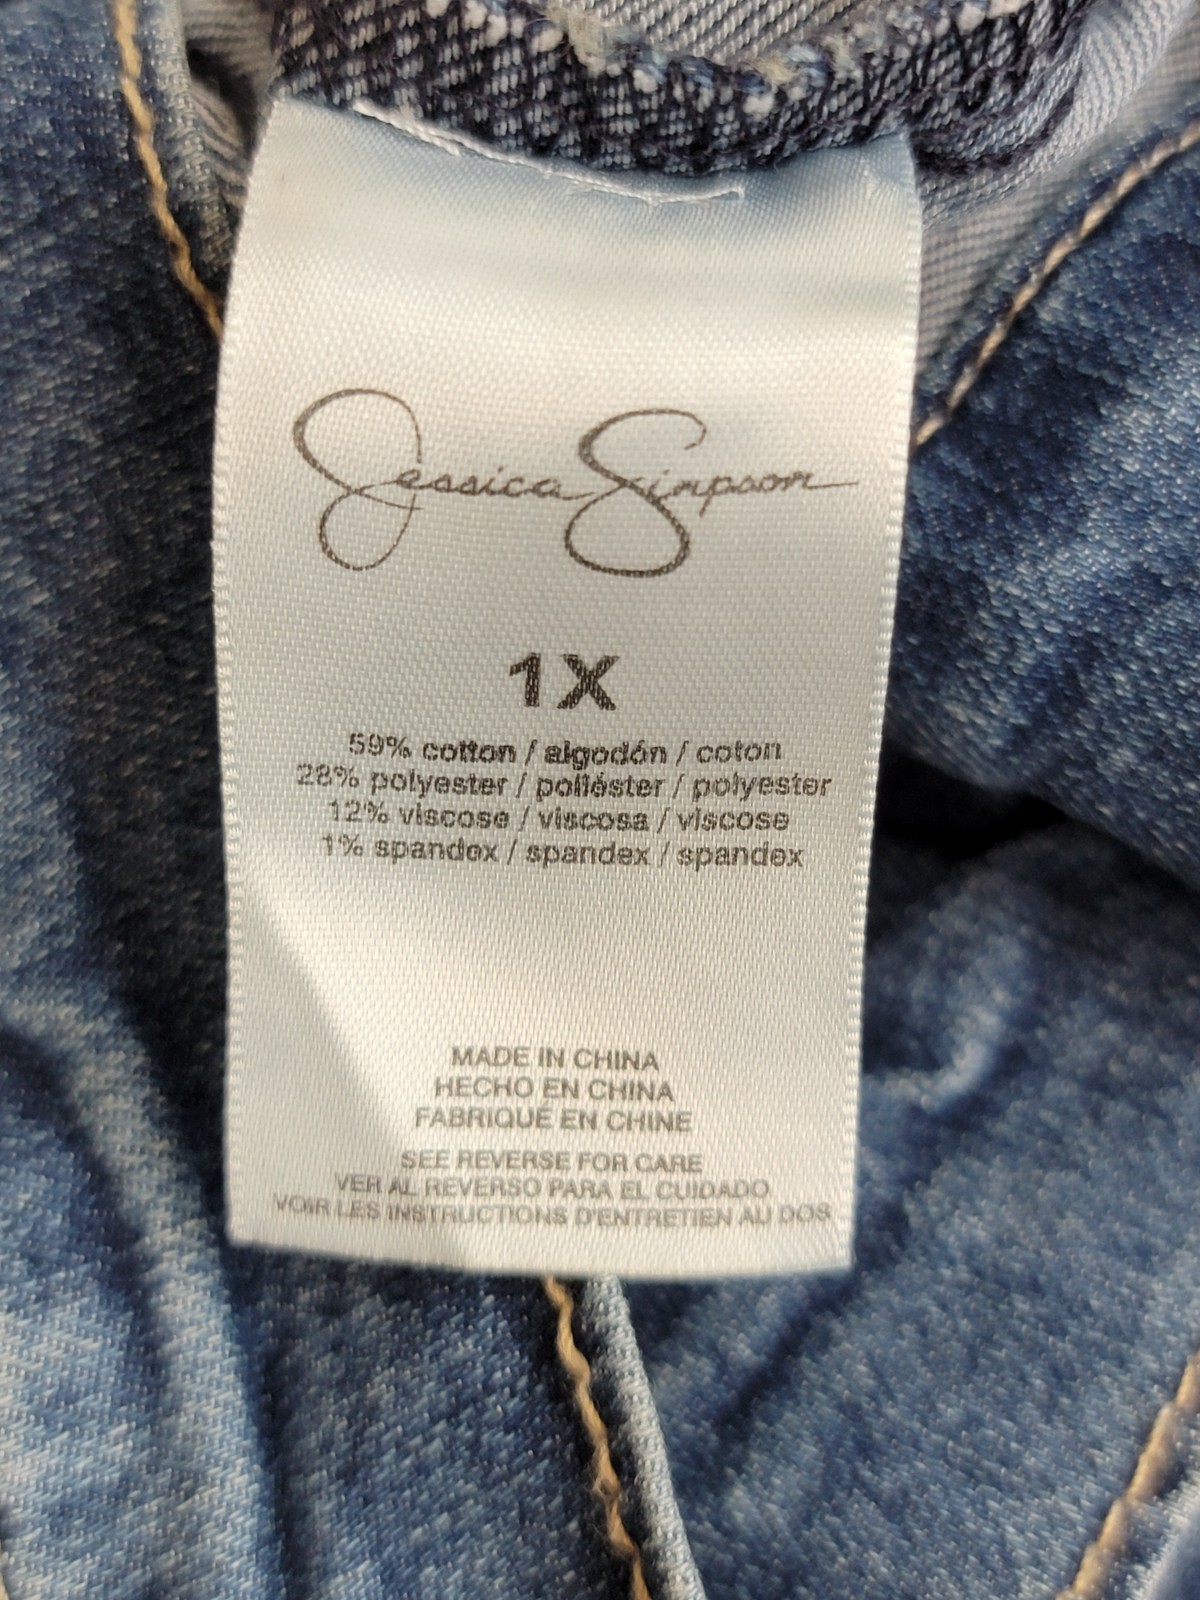 Jessica Simpson
1X
59% cotton / algodón / coton
28% polyester / poliéster / polyester
12% viscose / viscosa / viscose
1% spandex / spandex / spandex
MADE IN CHINA
HECHO EN CHINA
FABRIQUÉ EN CHINE
SEE REVERSE FOR CARE
VER AL REVERSO PARA EL CUIDADO
VOIR LES INSTRUCTIONS D'ENTRETIEN AU DOS